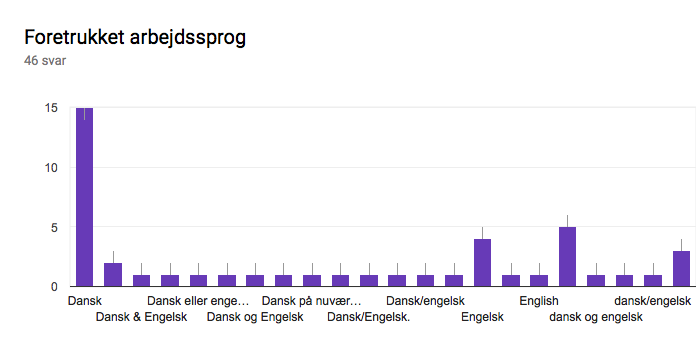 Foretrukket arbejdssprog
46 svar
15
10
5
0
Dansk
Dansk eller enge…
Dansk på nuvær…
Dansk/engelsk
English
dansk/engelsk
Dansk & Engelsk
Dansk og Engelsk
Dansk/Engelsk.
Engelsk
dansk og engelsk